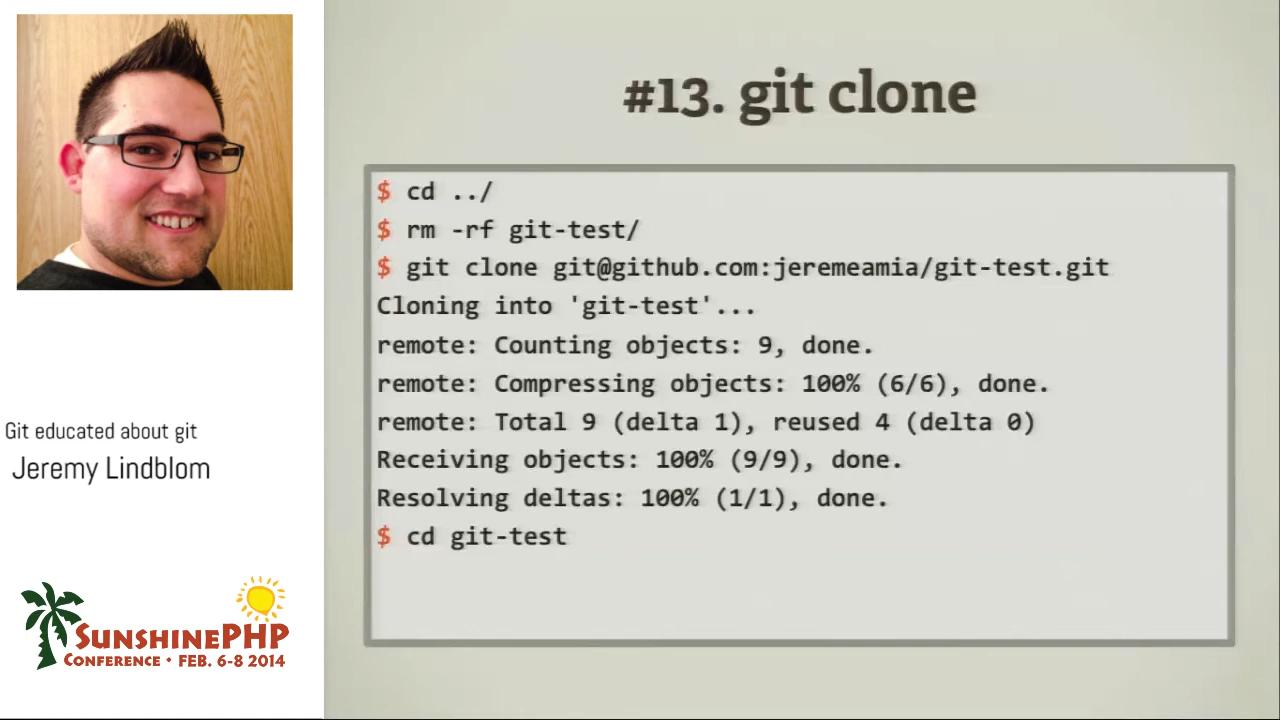 #13. git clone
$ cd ../
$ rm -rf git-test/
$ git clone git@github.com:jeremeamia/git-test.git
Cloning into 'git-test'...
remote: Counting objects: 9, done.
remote: Compressing objects: 100% (6/6), done.
remote: Total 9 (delta 1), reused 4 (delta 0)
Receiving objects: 100% (9/9), done.
Resolving deltas: 100% (1/1), done.
$ cd git-test
Git educated about git
Jeremy Lindblom
SUNSHINEPHP
CONFERENCE • FEB. 6-8 2014